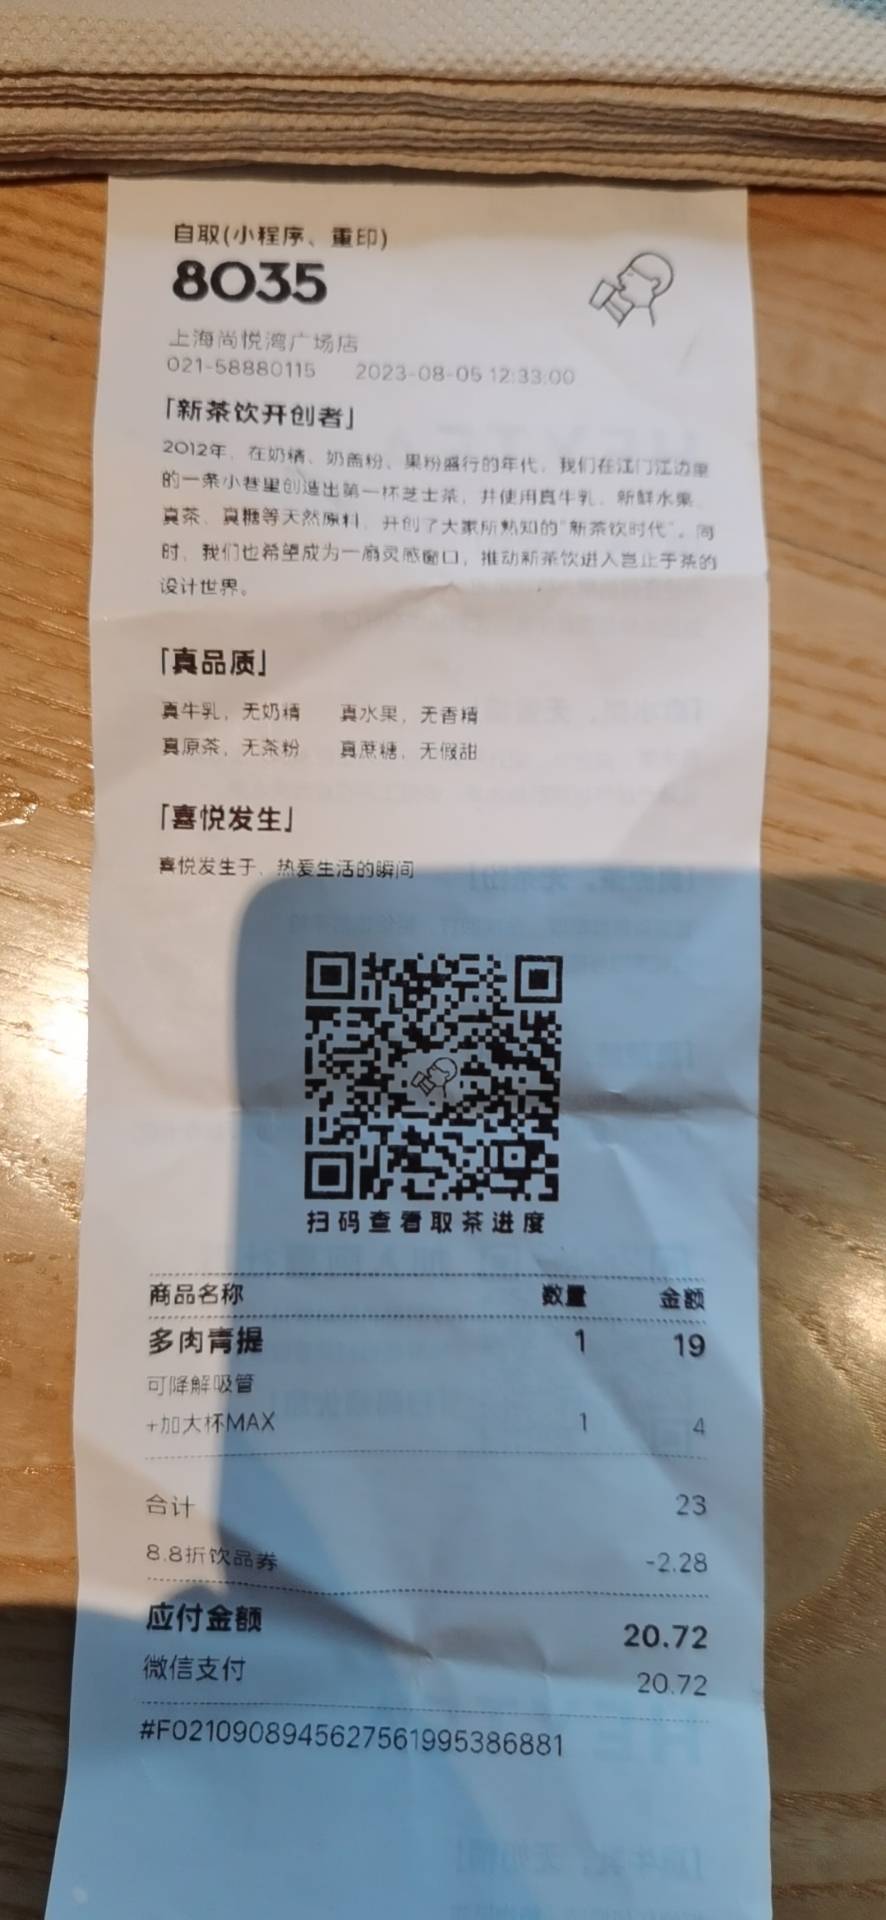 自取(小程序、重印)
8035
上海尚悦湾广场店
021-58880115 2023-08-05 12:33:00
「新茶饮开创者」
2012年，在奶精、奶盖粉、果粉盛行的年代，我们在江门江边里
的一条小巷里创造出第一杯芝士茶，并使用真牛乳、新鲜水果、
真茶、真糖等天然原料，开创了大家所熟知的“新茶饮时代”。同
时，我们也希望成为一扇灵感窗口，推动新茶饮进入岂止于茶的
设计世界。
「真品质」
真牛乳，无奶精 真水果，无香精
真原茶，无茶粉 真蔗糖，无假甜
「喜悦发生」
喜悦发生于、热爱生活的瞬间
扫码查看取茶进度
商品名称 数量 金额
多肉青提 1 19
可降解吸管
+加大杯MAX 1 4
合计 23
8.8折饮品券 -2.28
应付金额 20.72
微信支付 20.72
#F0210908945627561995386881